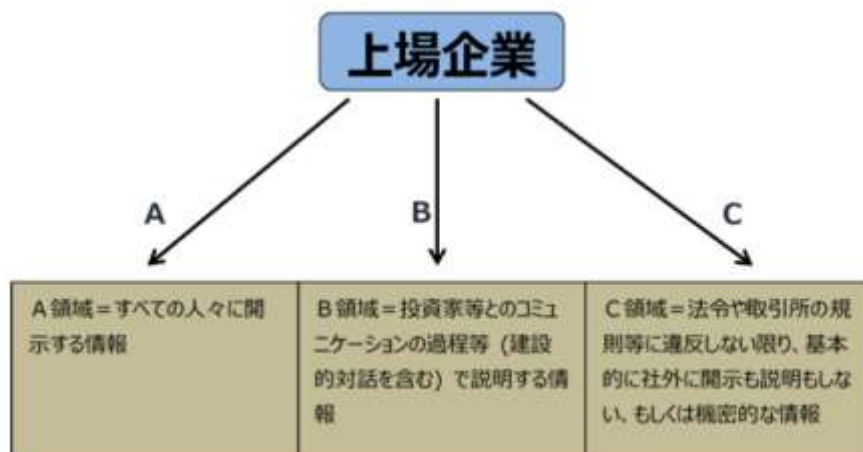 上場企業
A
B
C
A領域=すべての人々に開
示する情報
B領域=投資家等とのコミュ
ニケーションの過程等 (建設
的対話を含む) で説明する情
報
C領域=法令や取引所の規
則等に違反しない限り、基本
的に社外に開示も説明もしな
い、もしくは機密的な情報